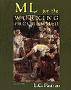 ML for the
WORKING
PROGRAMMER
L.C. Paulson